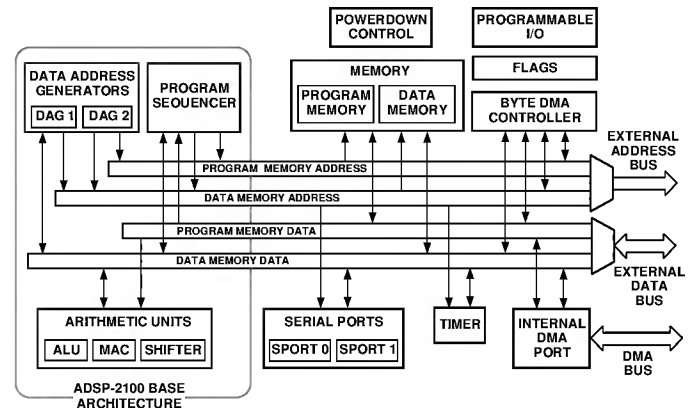 POWERDOWN
CONTROL
PROGRAMMABLE
I/O
DATA ADDRESS
GENERATORS
DAG 1
DAG 2
PROGRAM
SEQUENCER
MEMORY
PROGRAM
MEMORY
DATA
MEMORY
FLAGS
BYTE DMA
CONTROLLER
EXTERNAL
ADDRESS
BUS
PROGRAM MEMORY ADDRESS
DATA MEMORY ADDRESS
PROGRAM MEMORY DATA
DATA MEMORY DATA
EXTERNAL
DATA
BUS
ARITHMETIC UNITS
ALU
MAC
SHIFTER
SERIAL PORTS
SPORT 0
SPORT 1
TIMER
INTERNAL
DMA
PORT
DMA
BUS
ADSP-2100 BASE
ARCHITECTURE